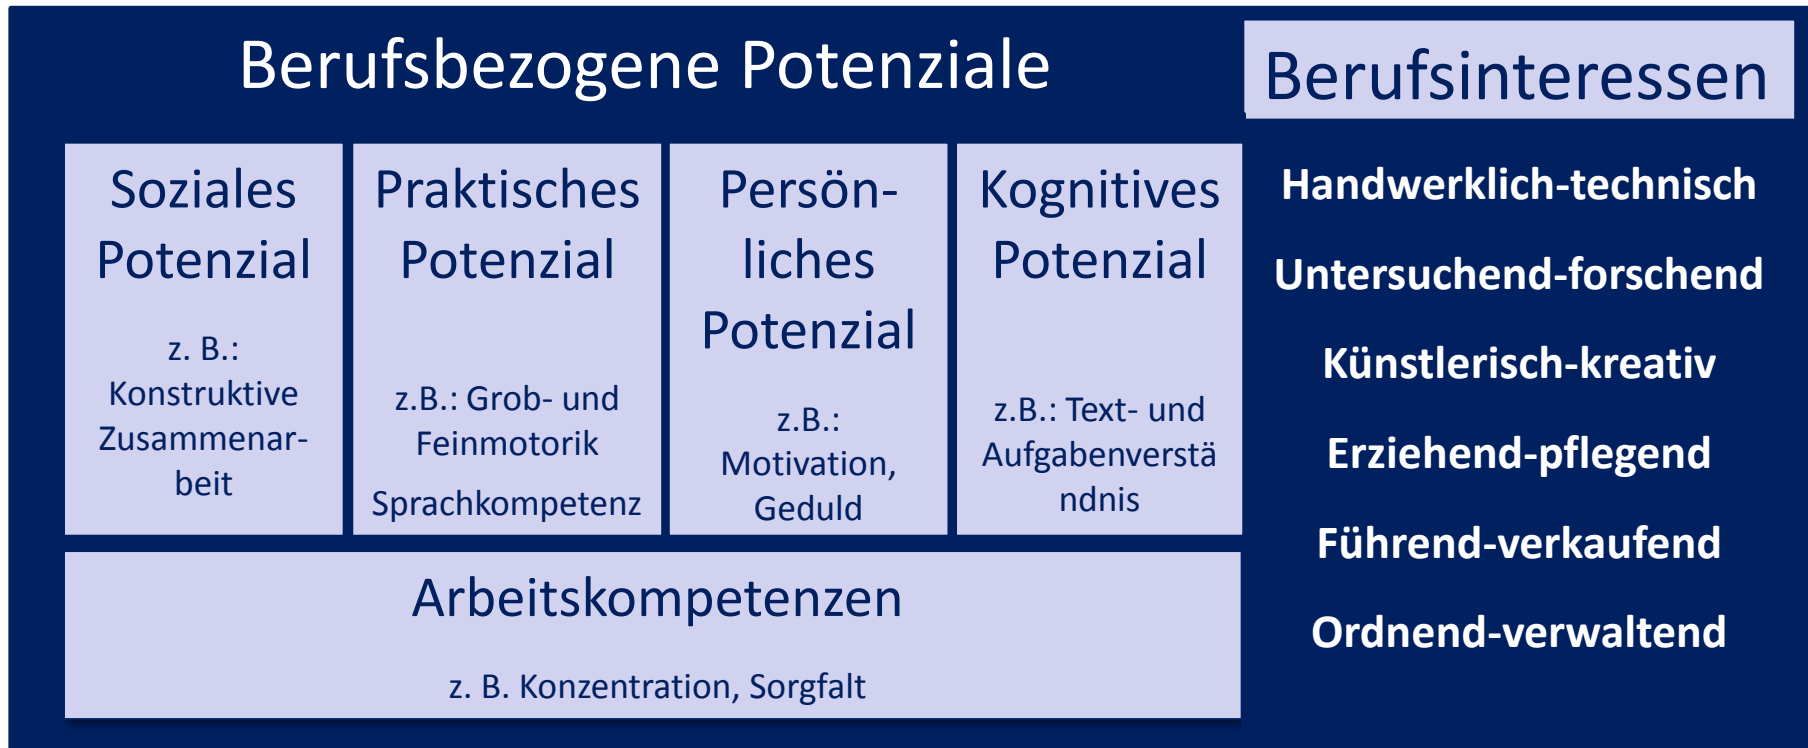 Berufsbezogene Potenziale
Soziales
Potenzial
z. B.:
Konstruktive
Zusammenar-
beit
Praktisches
Potenzial
z.B.: Grob- und
Feinmotorik
Sprachkompetenz
Persön-
liches
Potenzial
z.B.:
Motivation,
Geduld
Kognitives
Potenzial
z.B.: Text- und
Aufgabenverstä
ndnis
Arbeitskompetenzen
z. B. Konzentration, Sorgfalt
Berufsinteressen
Handwerklich-technisch
Untersuchend-forschend
Künstlerisch-kreativ
Erziehend-pflegend
Führend-verkaufend
Ordnend-verwaltend